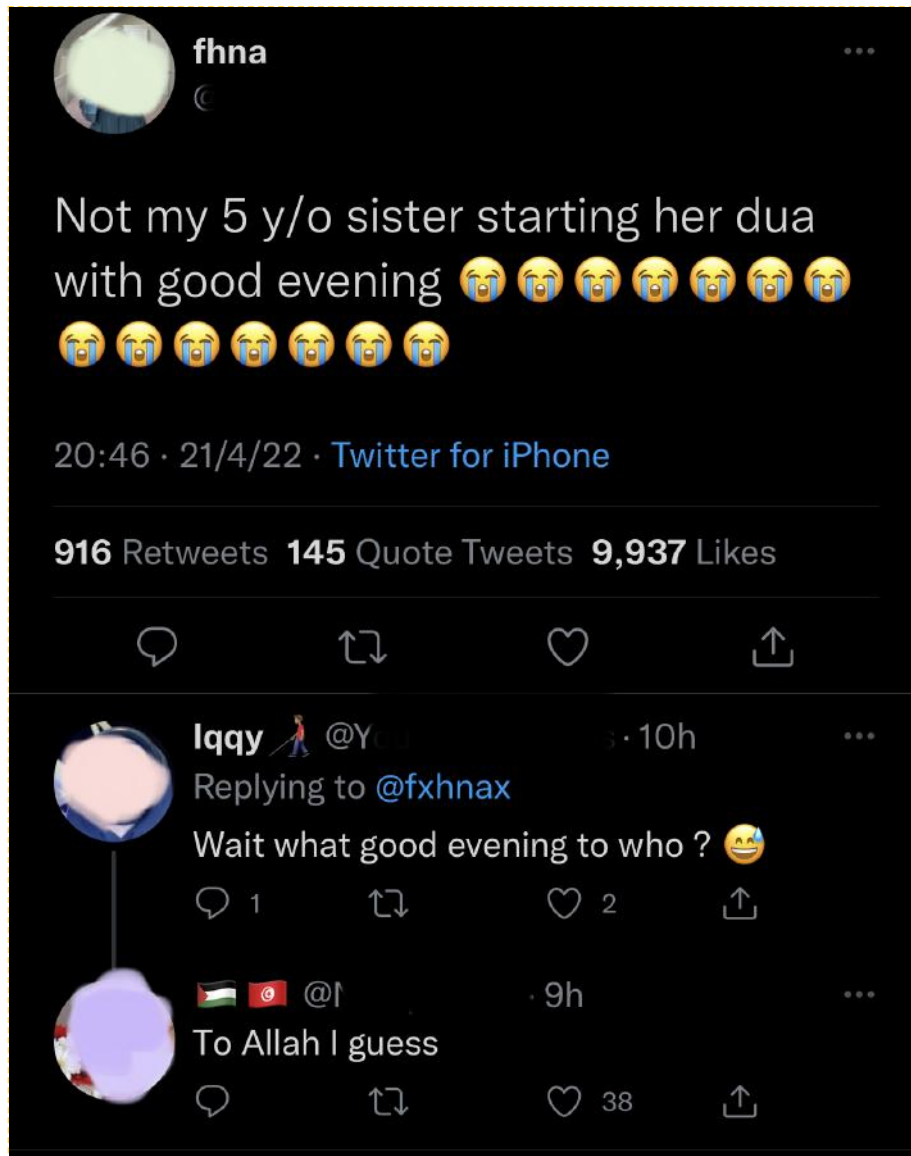 fhna
@
Not my 5 y/o sister starting her dua
with good evening 😭😭😭😭😭😭😭
😭😭😭😭😭😭😭
20:46 · 21/4/22 · Twitter for iPhone
916 Retweets 145 Quote Tweets 9,937 Likes
Iqqy 👨🏽‍🦯 @Y · 10h
Replying to @fxhnax
Wait what good evening to who ? 😅
1 2
🇵🇸 🇹🇳 @ · 9h
To Allah I guess
38